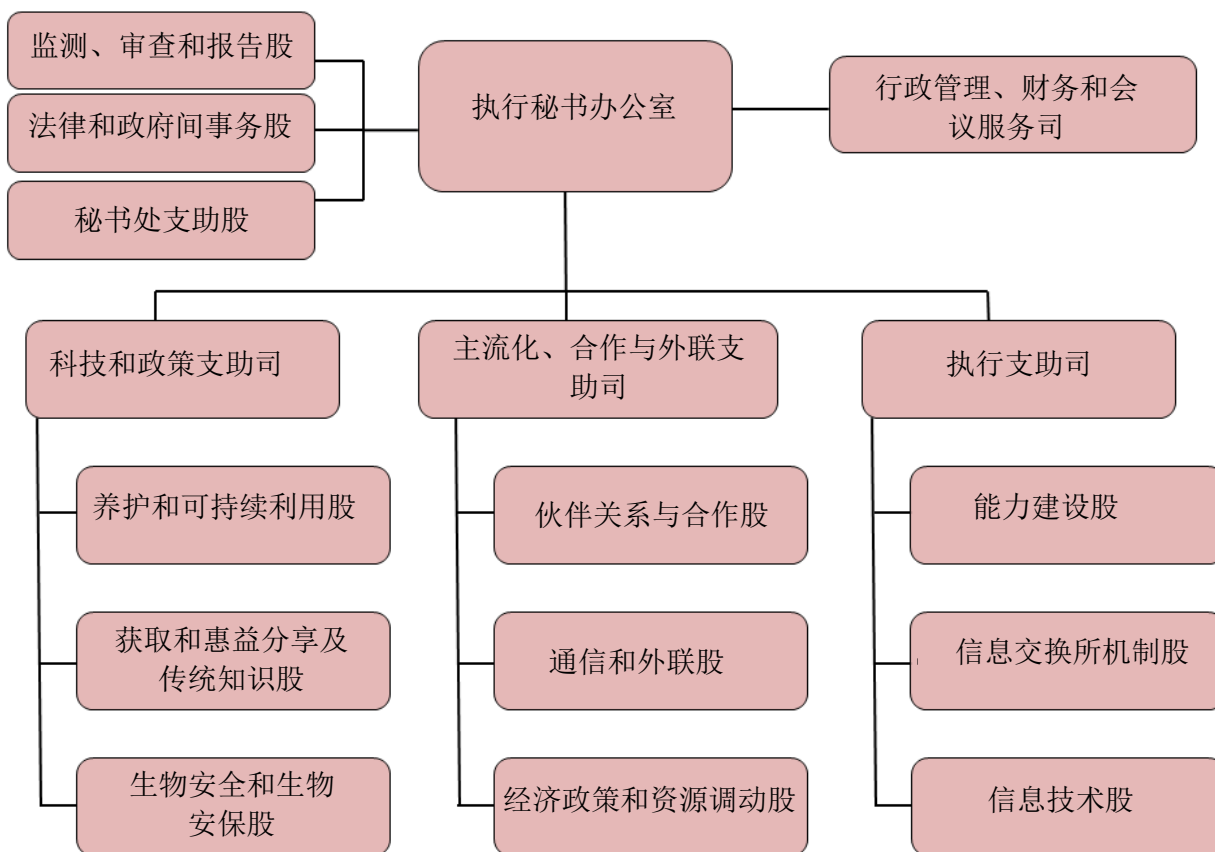 监测、审查和报告股
法律和政府间事务股
秘书处支助股
执行秘书办公室
行政管理、财务和会
议服务司
科技和政策支助司
主流化、合作与外联支
助司
执行支助司
养护和可持续利用股
获取和惠益分享及
传统知识股
生物安全和生物
安保股
伙伴关系与合作股
通信和外联股
经济政策和资源调动股
能力建设股
信息交换所机制股
信息技术股